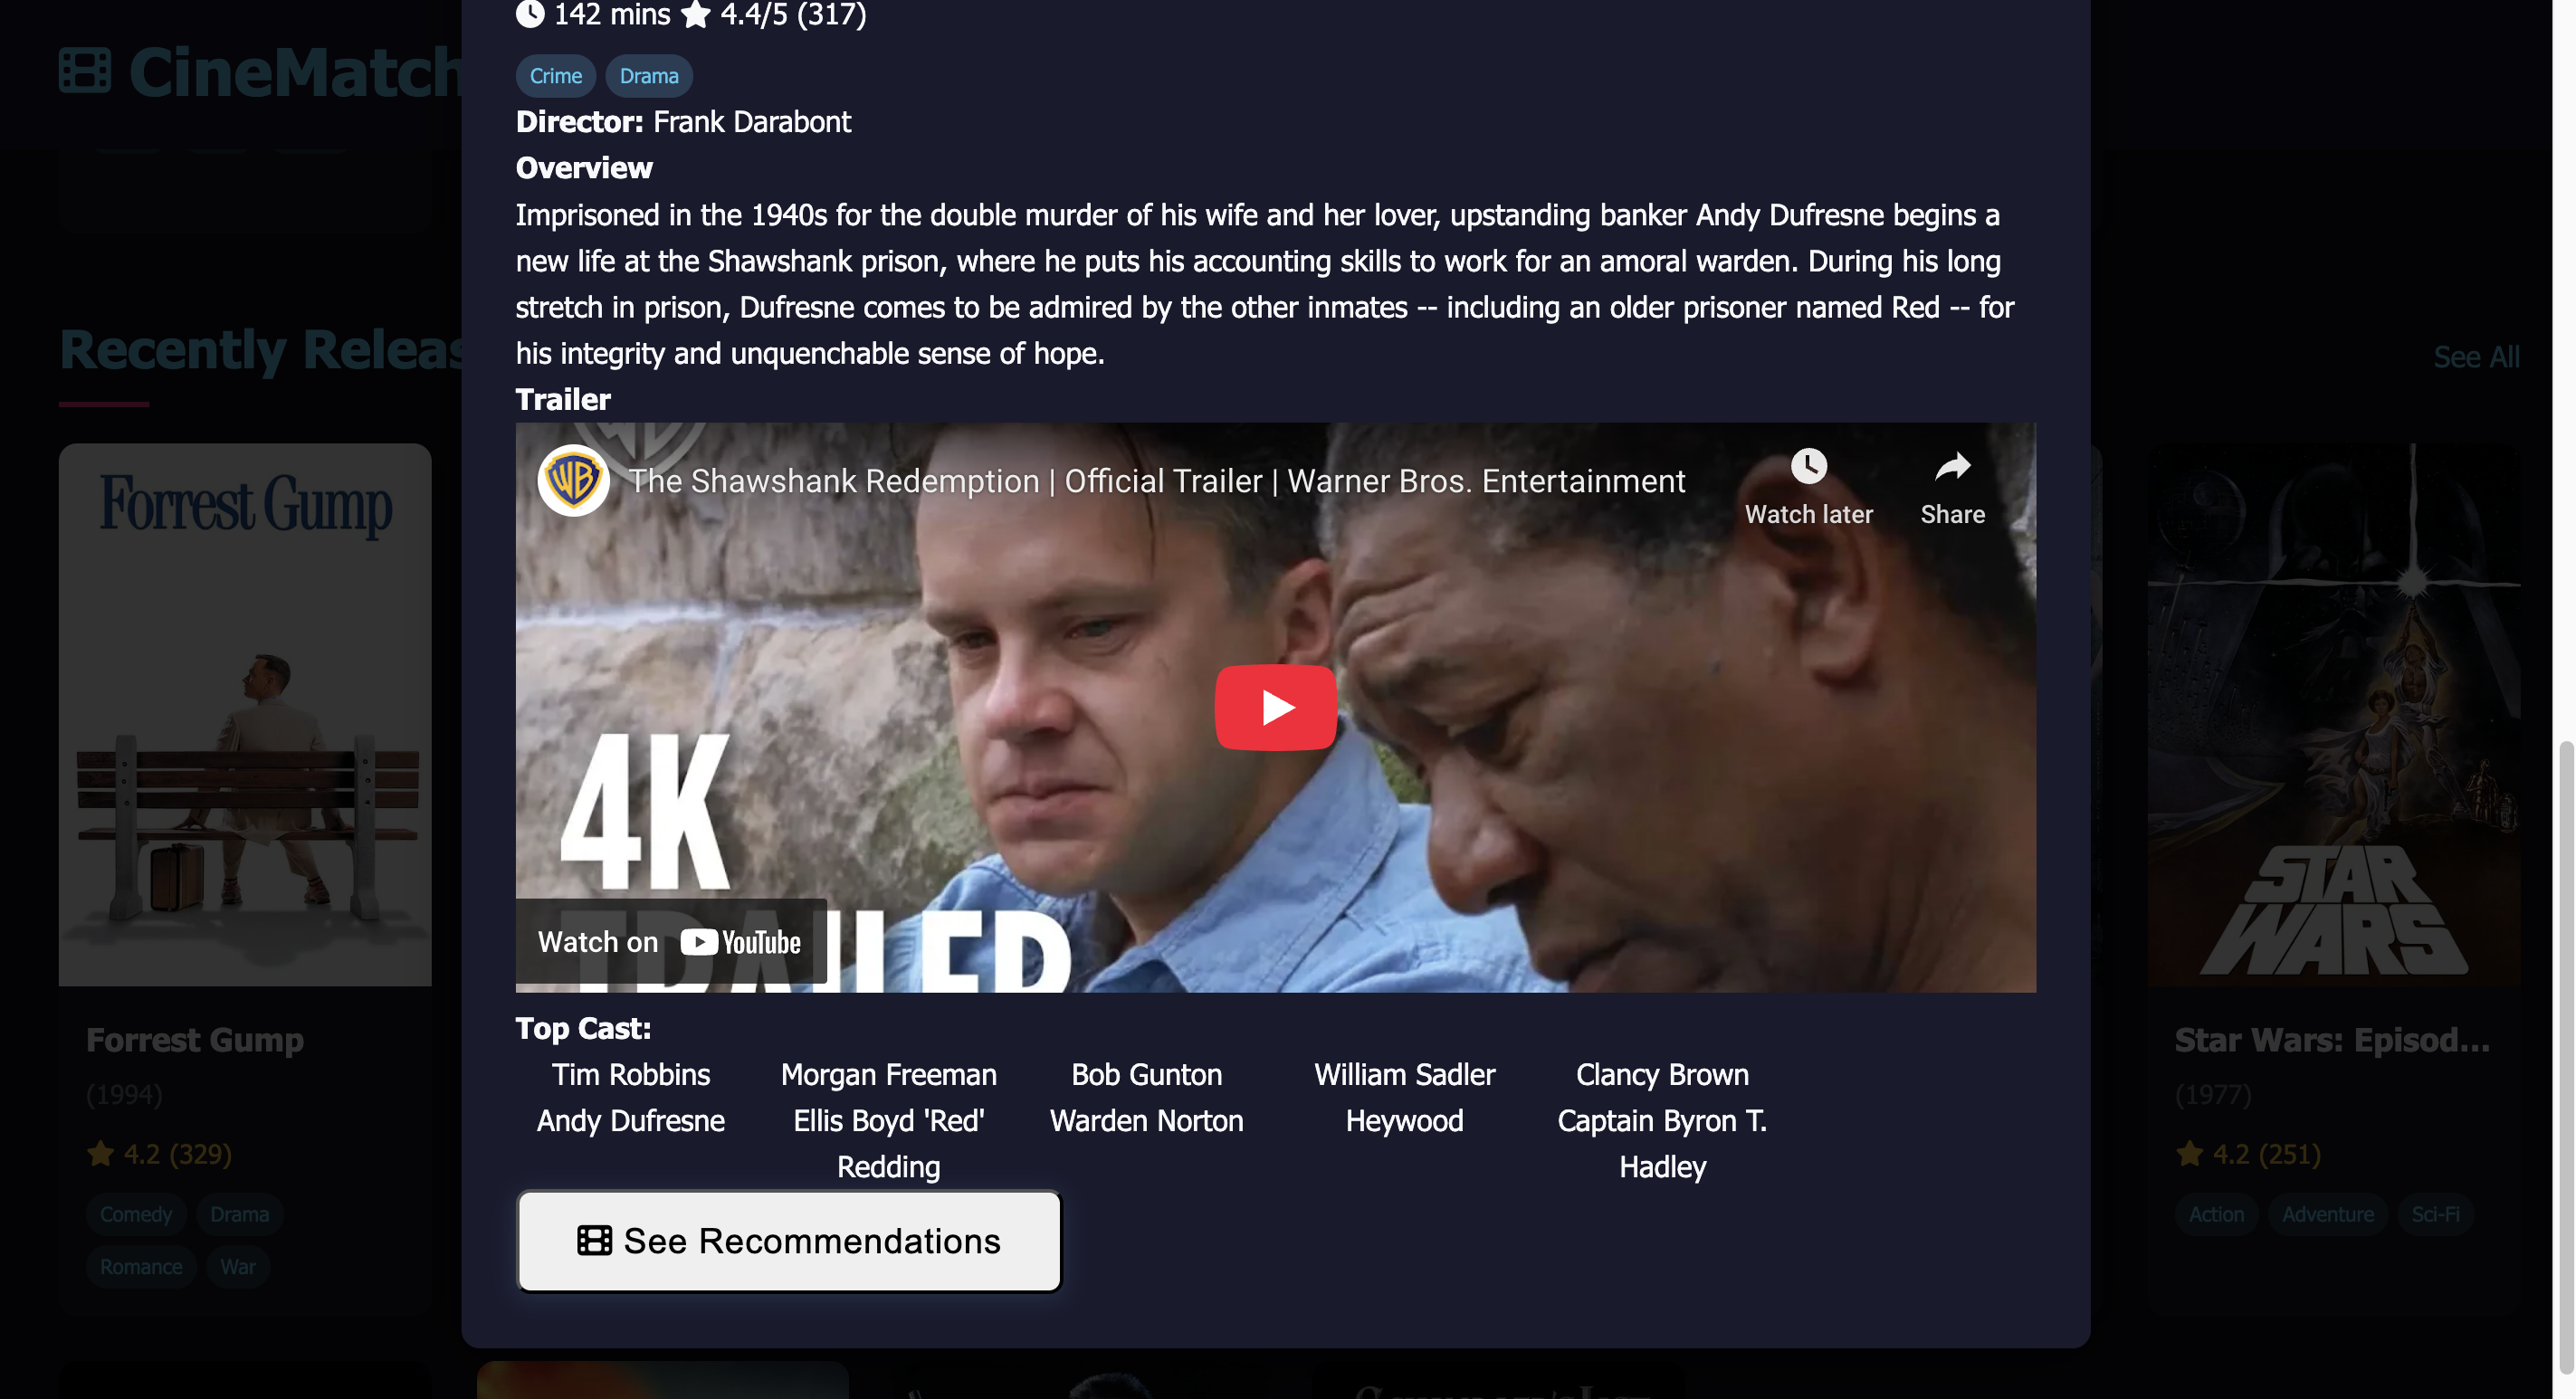 142 mins 4.4/5 (317)
CineMatch
Crime Drama
Director: Frank Darabont
Overview
Imprisoned in the 1940s for the double murder of his wife and her lover, upstanding banker Andy Dufresne begins a
new life at the Shawshank prison, where he puts his accounting skills to work for an amoral warden. During his long
stretch in prison, Dufresne comes to be admired by the other inmates -- including an older prisoner named Red -- for
his integrity and unquenchable sense of hope.
Recently Releas
See All
Trailer
WB
The Shawshank Redemption | Official Trailer | Warner Bros. Entertainment
Watch later
Share
4K
TRAILER
Watch on YouTube
Top Cast:
Tim Robbins
Andy Dufresne
Morgan Freeman
Ellis Boyd 'Red'
Redding
Bob Gunton
Warden Norton
William Sadler
Heywood
Clancy Brown
Captain Byron T.
Hadley
See Recommendations
Forrest Gump
Forrest Gump
(1994)
4.2 (329)
Comedy Drama
Romance War
STAR
WARS
Star Wars: Episod...
(1977)
4.2 (251)
Action Adventure Sci-Fi